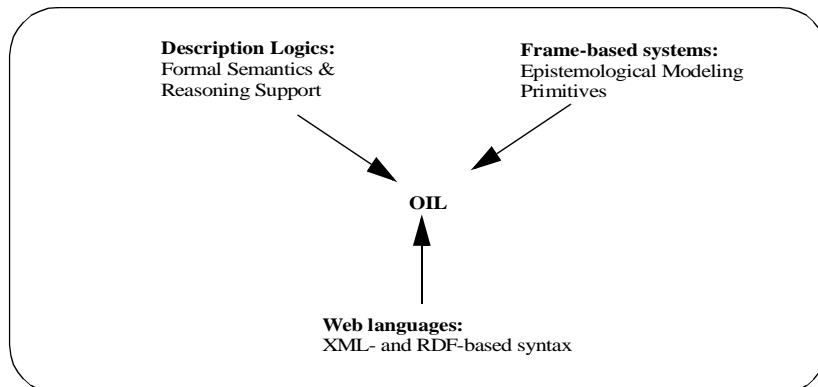 Description Logics:
Formal Semantics &
Reasoning Support
Frame-based systems:
Epistemological Modeling
Primitives
OIL
Web languages:
XML- and RDF-based syntax